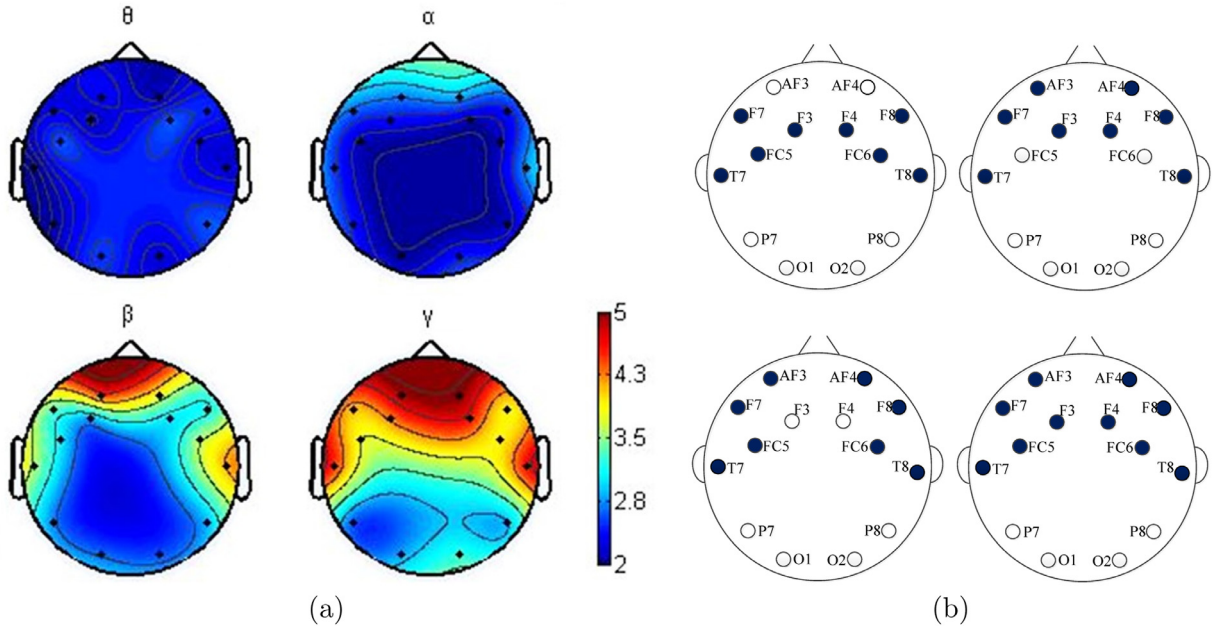 θ
α
β
γ
5
4.3
3.5
2.8
2
(a)
AF3 AF4
F7 F3 F4 F8
FC5 FC6
T7 T8
P7 P8
O1 O2
AF3 AF4
F7 F3 F4 F8
FC5 FC6
T7 T8
P7 P8
O1 O2
AF3 AF4
F7 F3 F4 F8
FC5 FC6
T7 T8
P7 P8
O1 O2
AF3 AF4
F7 F3 F4 F8
FC5 FC6
T7 T8
P7 P8
O1 O2
(b)